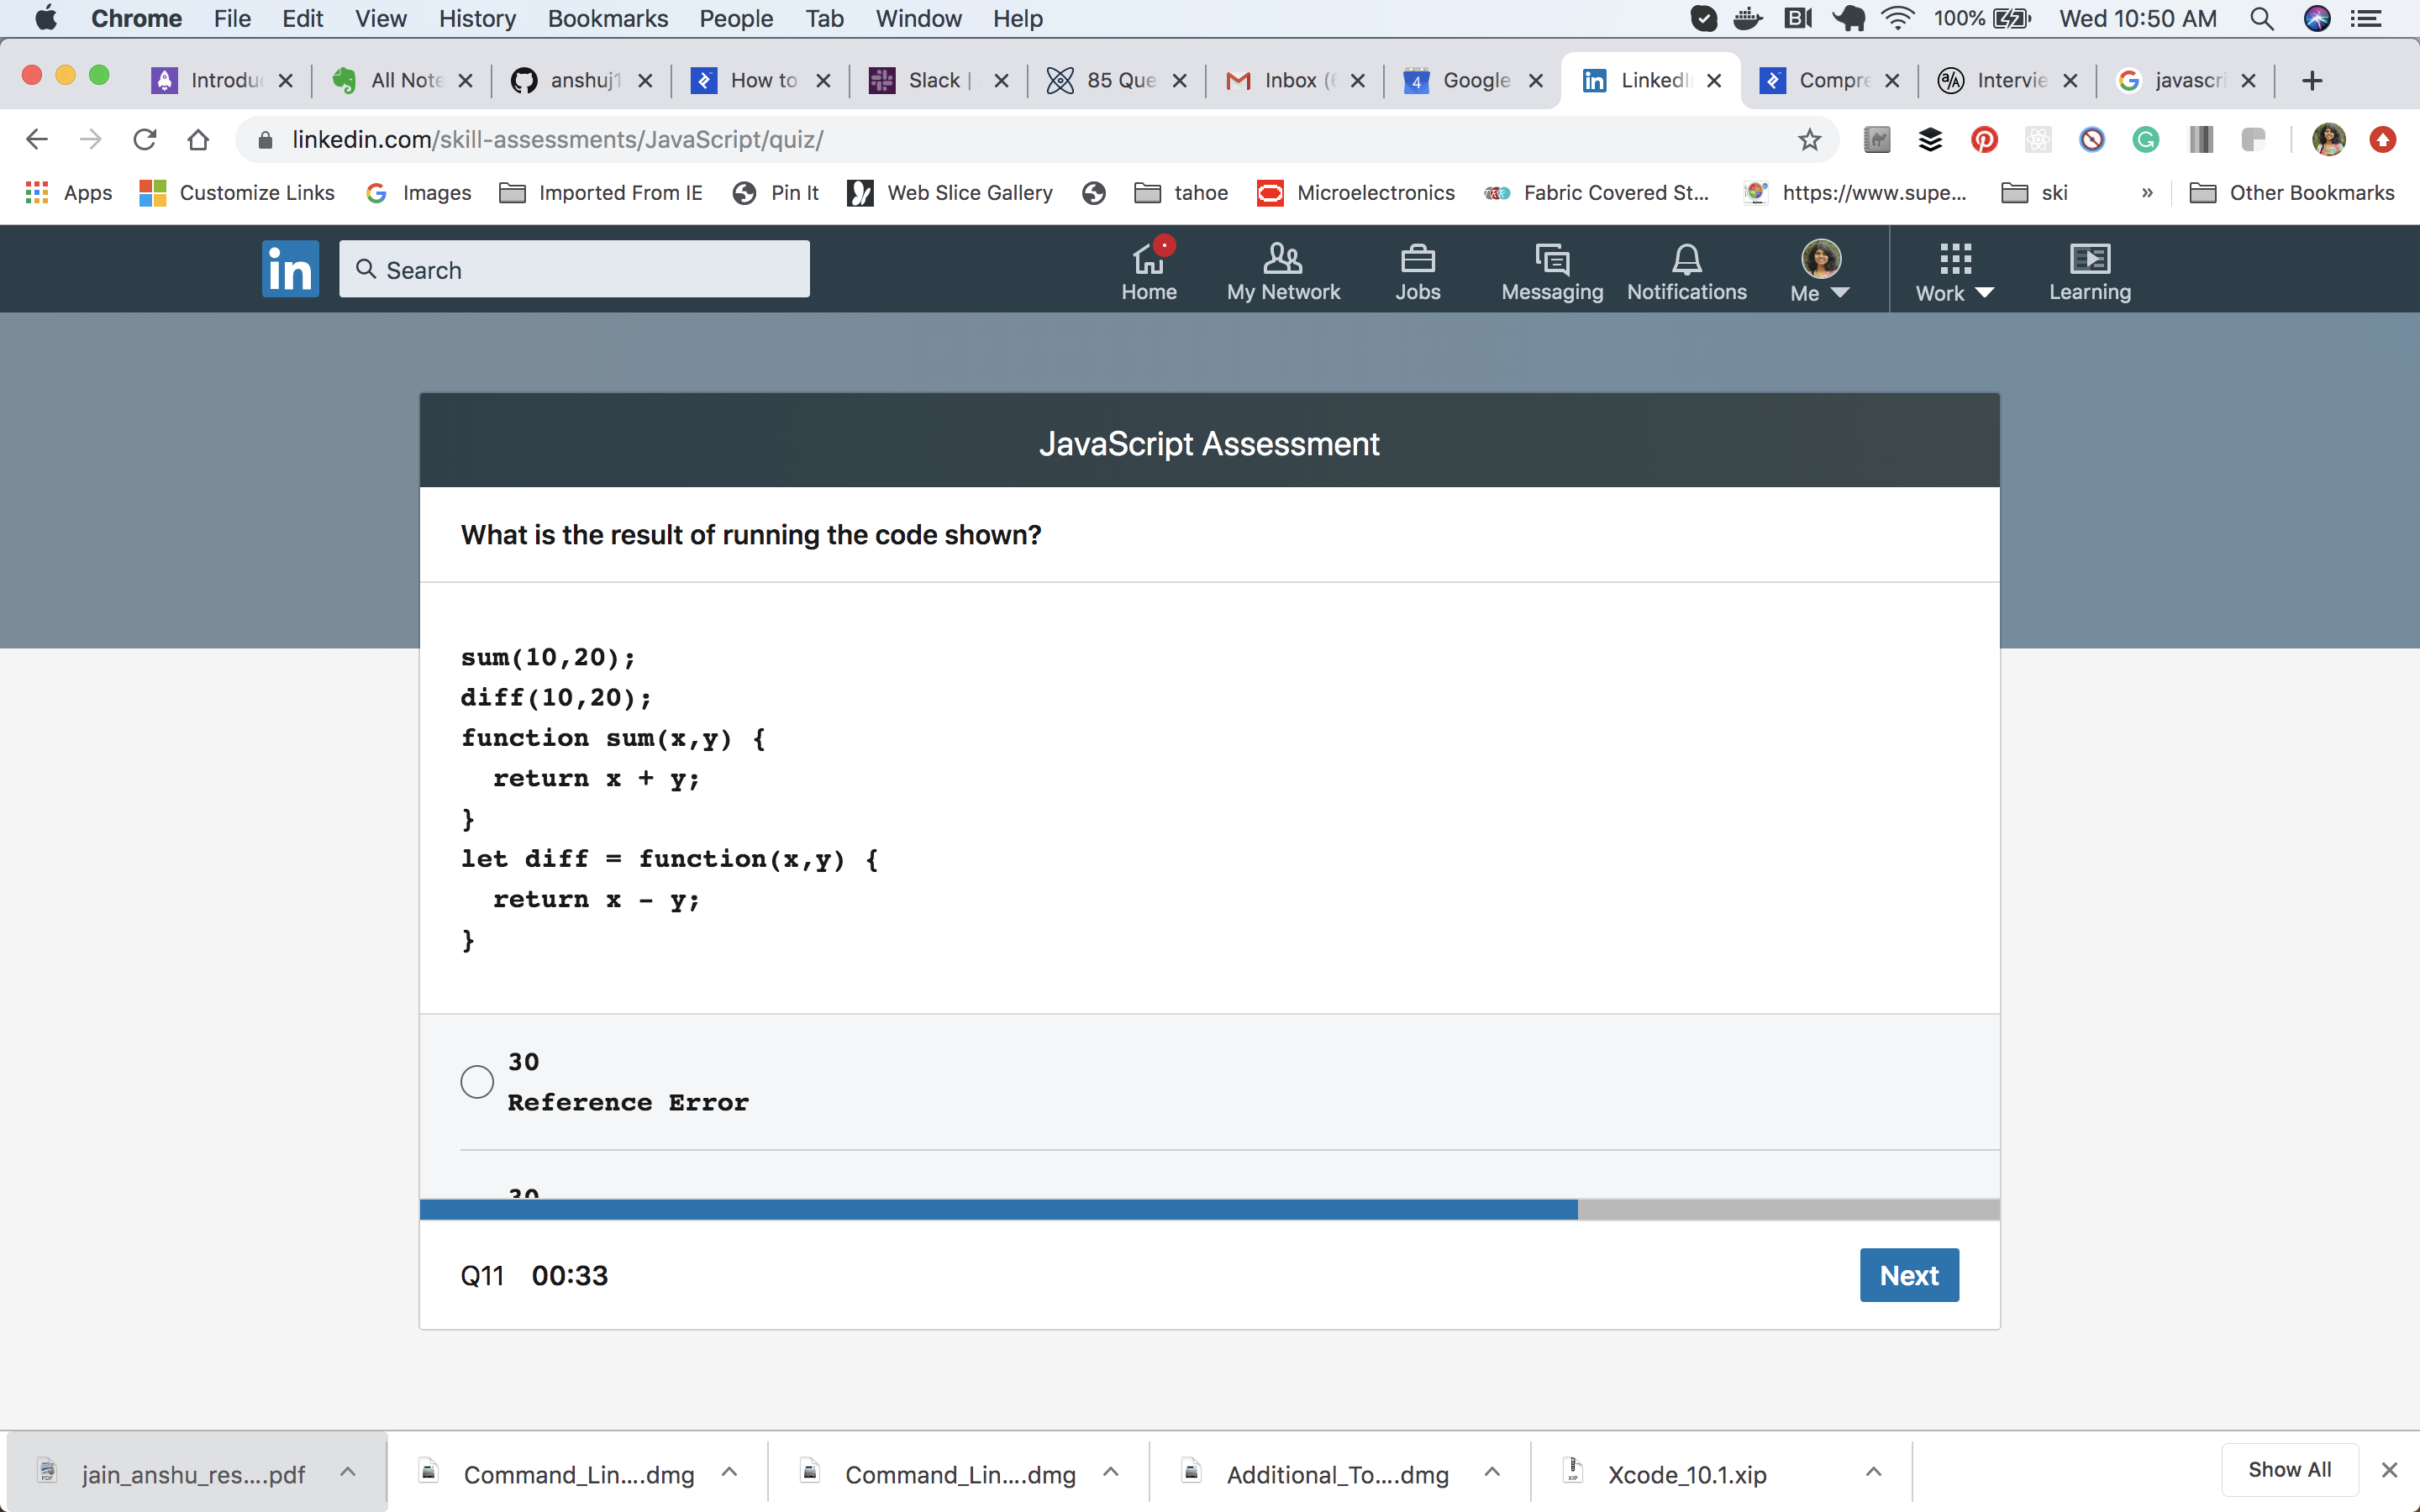 Chrome File Edit View History Bookmarks People Tab Window Help 100% Wed 10:50 AM
Introduc All Note anshuj1 How to Slack | 85 Que Inbox (6 4 Google LinkedI Compre Intervie javascri
linkedin.com/skill-assessments/JavaScript/quiz/
Apps Customize Links Images Imported From IE Pin It Web Slice Gallery tahoe Microelectronics Fabric Covered St... https://www.supe... ski » Other Bookmarks
in Search Home My Network Jobs Messaging Notifications Me Work Learning
JavaScript Assessment
What is the result of running the code shown?
sum(10,20);
diff(10,20);
function sum(x,y) {
  return x + y;
}
let diff = function(x,y) {
  return x - y;
}
30
Reference Error
30
Q11 00:33 Next
jain_anshu_res....pdf Command_Lin....dmg Command_Lin....dmg Additional_To....dmg Xcode_10.1.xip Show All